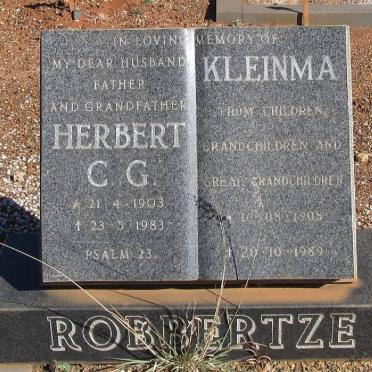 IN LOVING MEMORY OF
MY DEAR HUSBAND
FATHER
AND GRANDFATHER
HERBERT
C. G.
* 21·4·1903
† 23·5·1983
PSALM 23.
KLEINMA
FROM CHILDREN,
GRANDCHILDREN AND
GREAT GRANDCHILDREN
* 10·08·1905
† 20·10·1989
ROBBERTZE